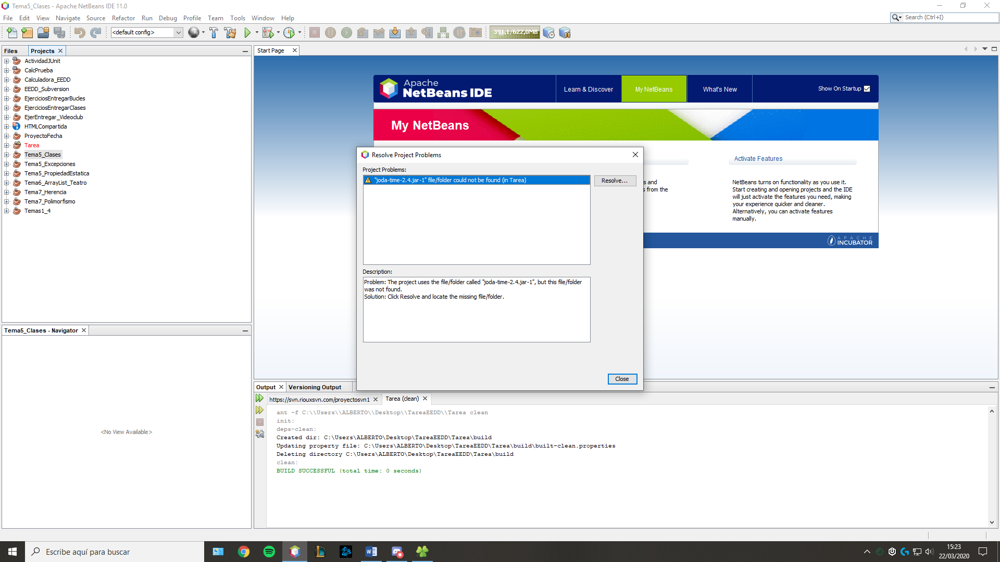 Tema5_Clases - Apache NetBeans IDE 11.0
File Edit View Navigate Source Refactor Run Debug Profile Team Tools Window Help
Search (Ctrl+I)
<default config>
391,1/622,0MB
Files
Projects
ActividadJUnit
CalcPrueba
Calculadora_EEDD
EEDD_Subversion
EjerciciosEntregarBucles
EjerciciosEntregarClases
EjerEntregar_Videoclub
HTMLCompartida
ProyectoFecha
Tarea
Tema5_Clases
Tema5_Excepciones
Tema5_PropiedadEstatica
Tema6_ArrayList_Teatro
Tema7_Herencia
Tema7_Polimorfismo
Temas1_4
Tema5_Clases - Navigator
<No View Available>
Start Page
Apache
NetBeans IDE
Learn & Discover
My NetBeans
What's New
Show On Startup
My NetBeans
Activate Features
s and
s from the
NetBeans turns on functionality as you use it.
Start creating and opening projects and the IDE
will just activate the features you need, making
your experience quicker and cleaner.
Alternatively, you can activate features
manually.
APACHE
INCUBATOR
Resolve Project Problems
Project Problems:
"joda-time-2.4.jar-1" file/folder could not be found (in Tarea)
Resolve...
Description:
Problem: The project uses the file/folder called "joda-time-2.4.jar-1", but this file/folder
was not found.
Solution: Click Resolve and locate the missing file/folder.
Close
Output
Versioning Output
https://svn.riouxsvn.com/proyectosvn1
Tarea (clean)
ant -f C:\\Users\\ALBERTO\\Desktop\\TareaEEDD\\Tarea clean
init:
deps-clean:
Created dir: C:\Users\ALBERTO\Desktop\TareaEEDD\Tarea\build
Updating property file: C:\Users\ALBERTO\Desktop\TareaEEDD\Tarea\build\built-clean.properties
Deleting directory C:\Users\ALBERTO\Desktop\TareaEEDD\Tarea\build
clean:
BUILD SUCCESSFUL (total time: 0 seconds)
Escribe aquí para buscar
15:23
22/03/2020